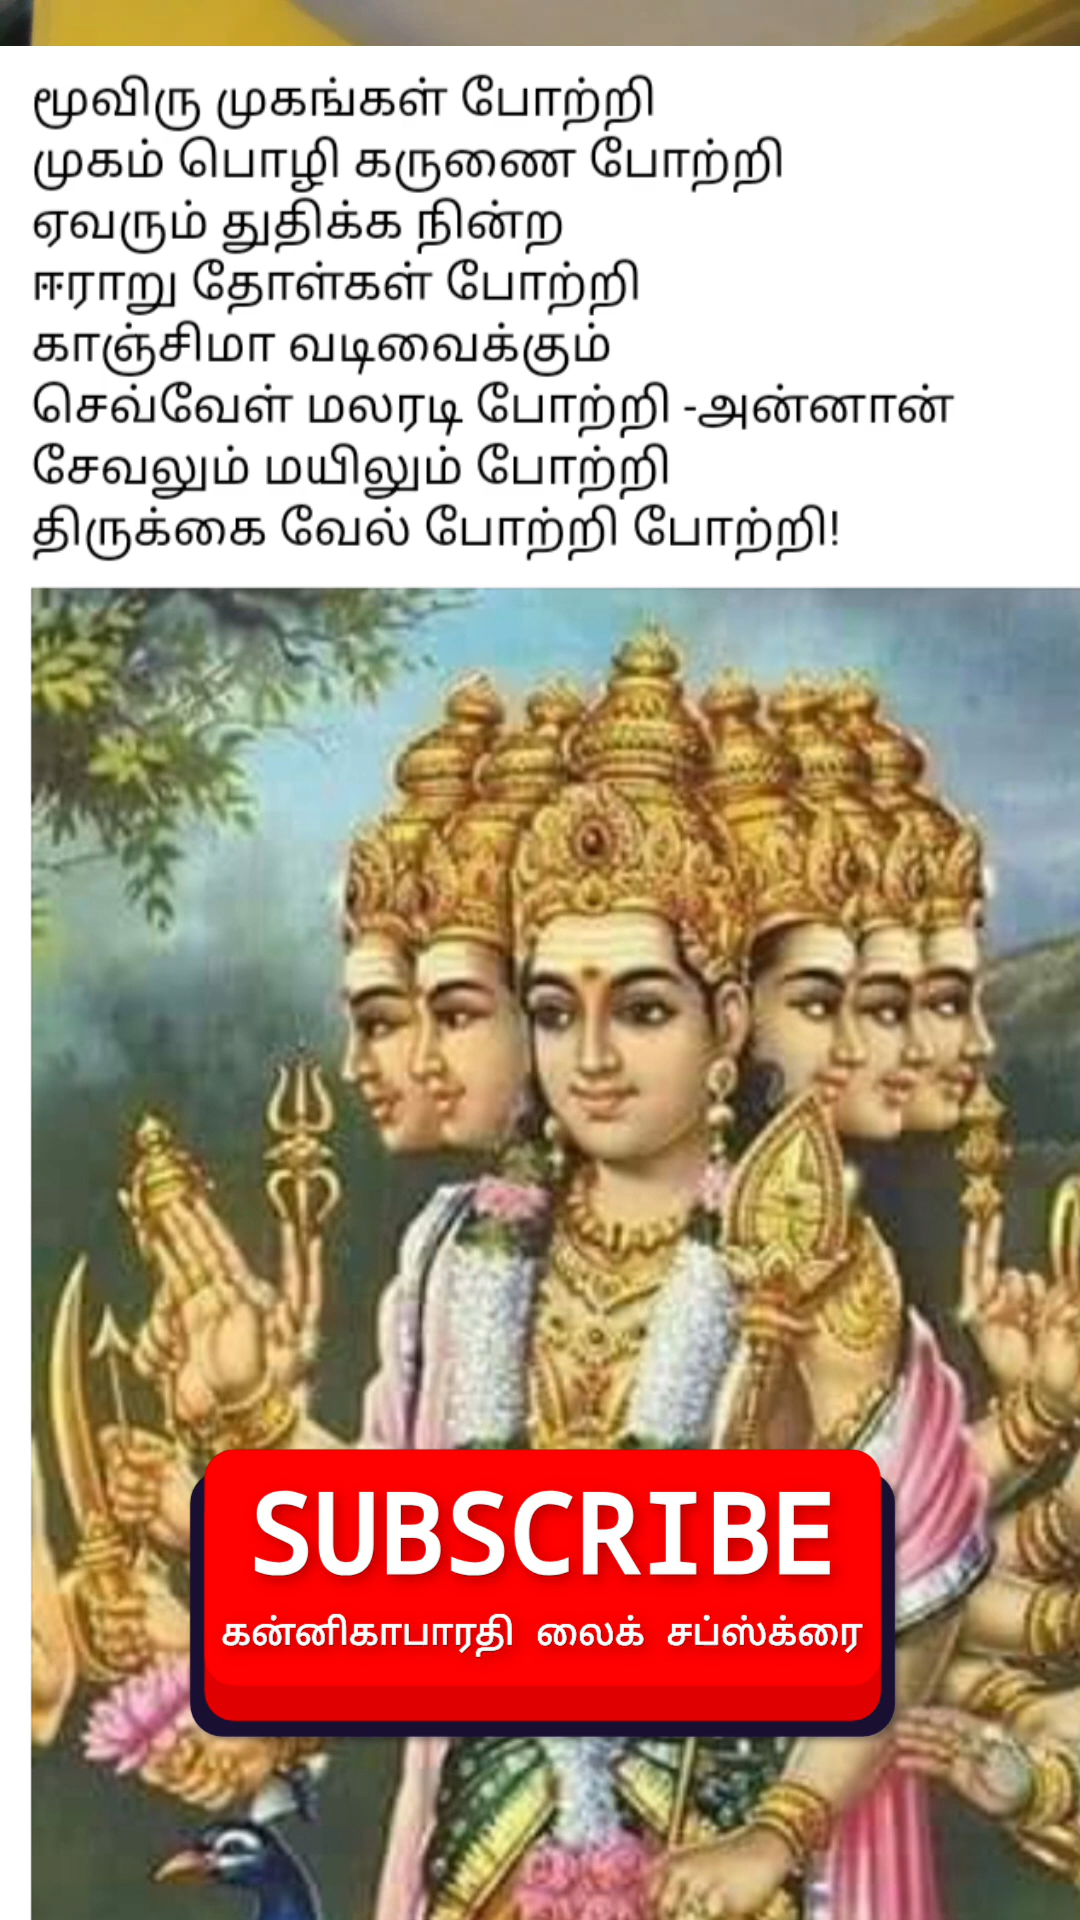 மூவிரு முகங்கள் போற்றி
முகம் பொழி கருணை போற்றி
ஏவரும் துதிக்க நின்ற
ஈராறு தோள்கள் போற்றி
காஞ்சிமா வடிவைக்கும்
செவ்வேள் மலரடி போற்றி -அன்னான்
சேவலும் மயிலும் போற்றி
திருக்கை வேல் போற்றி போற்றி!
SUBSCRIBE
கன்னிகாபாரதி லைக் சப்ஸ்க்ரை